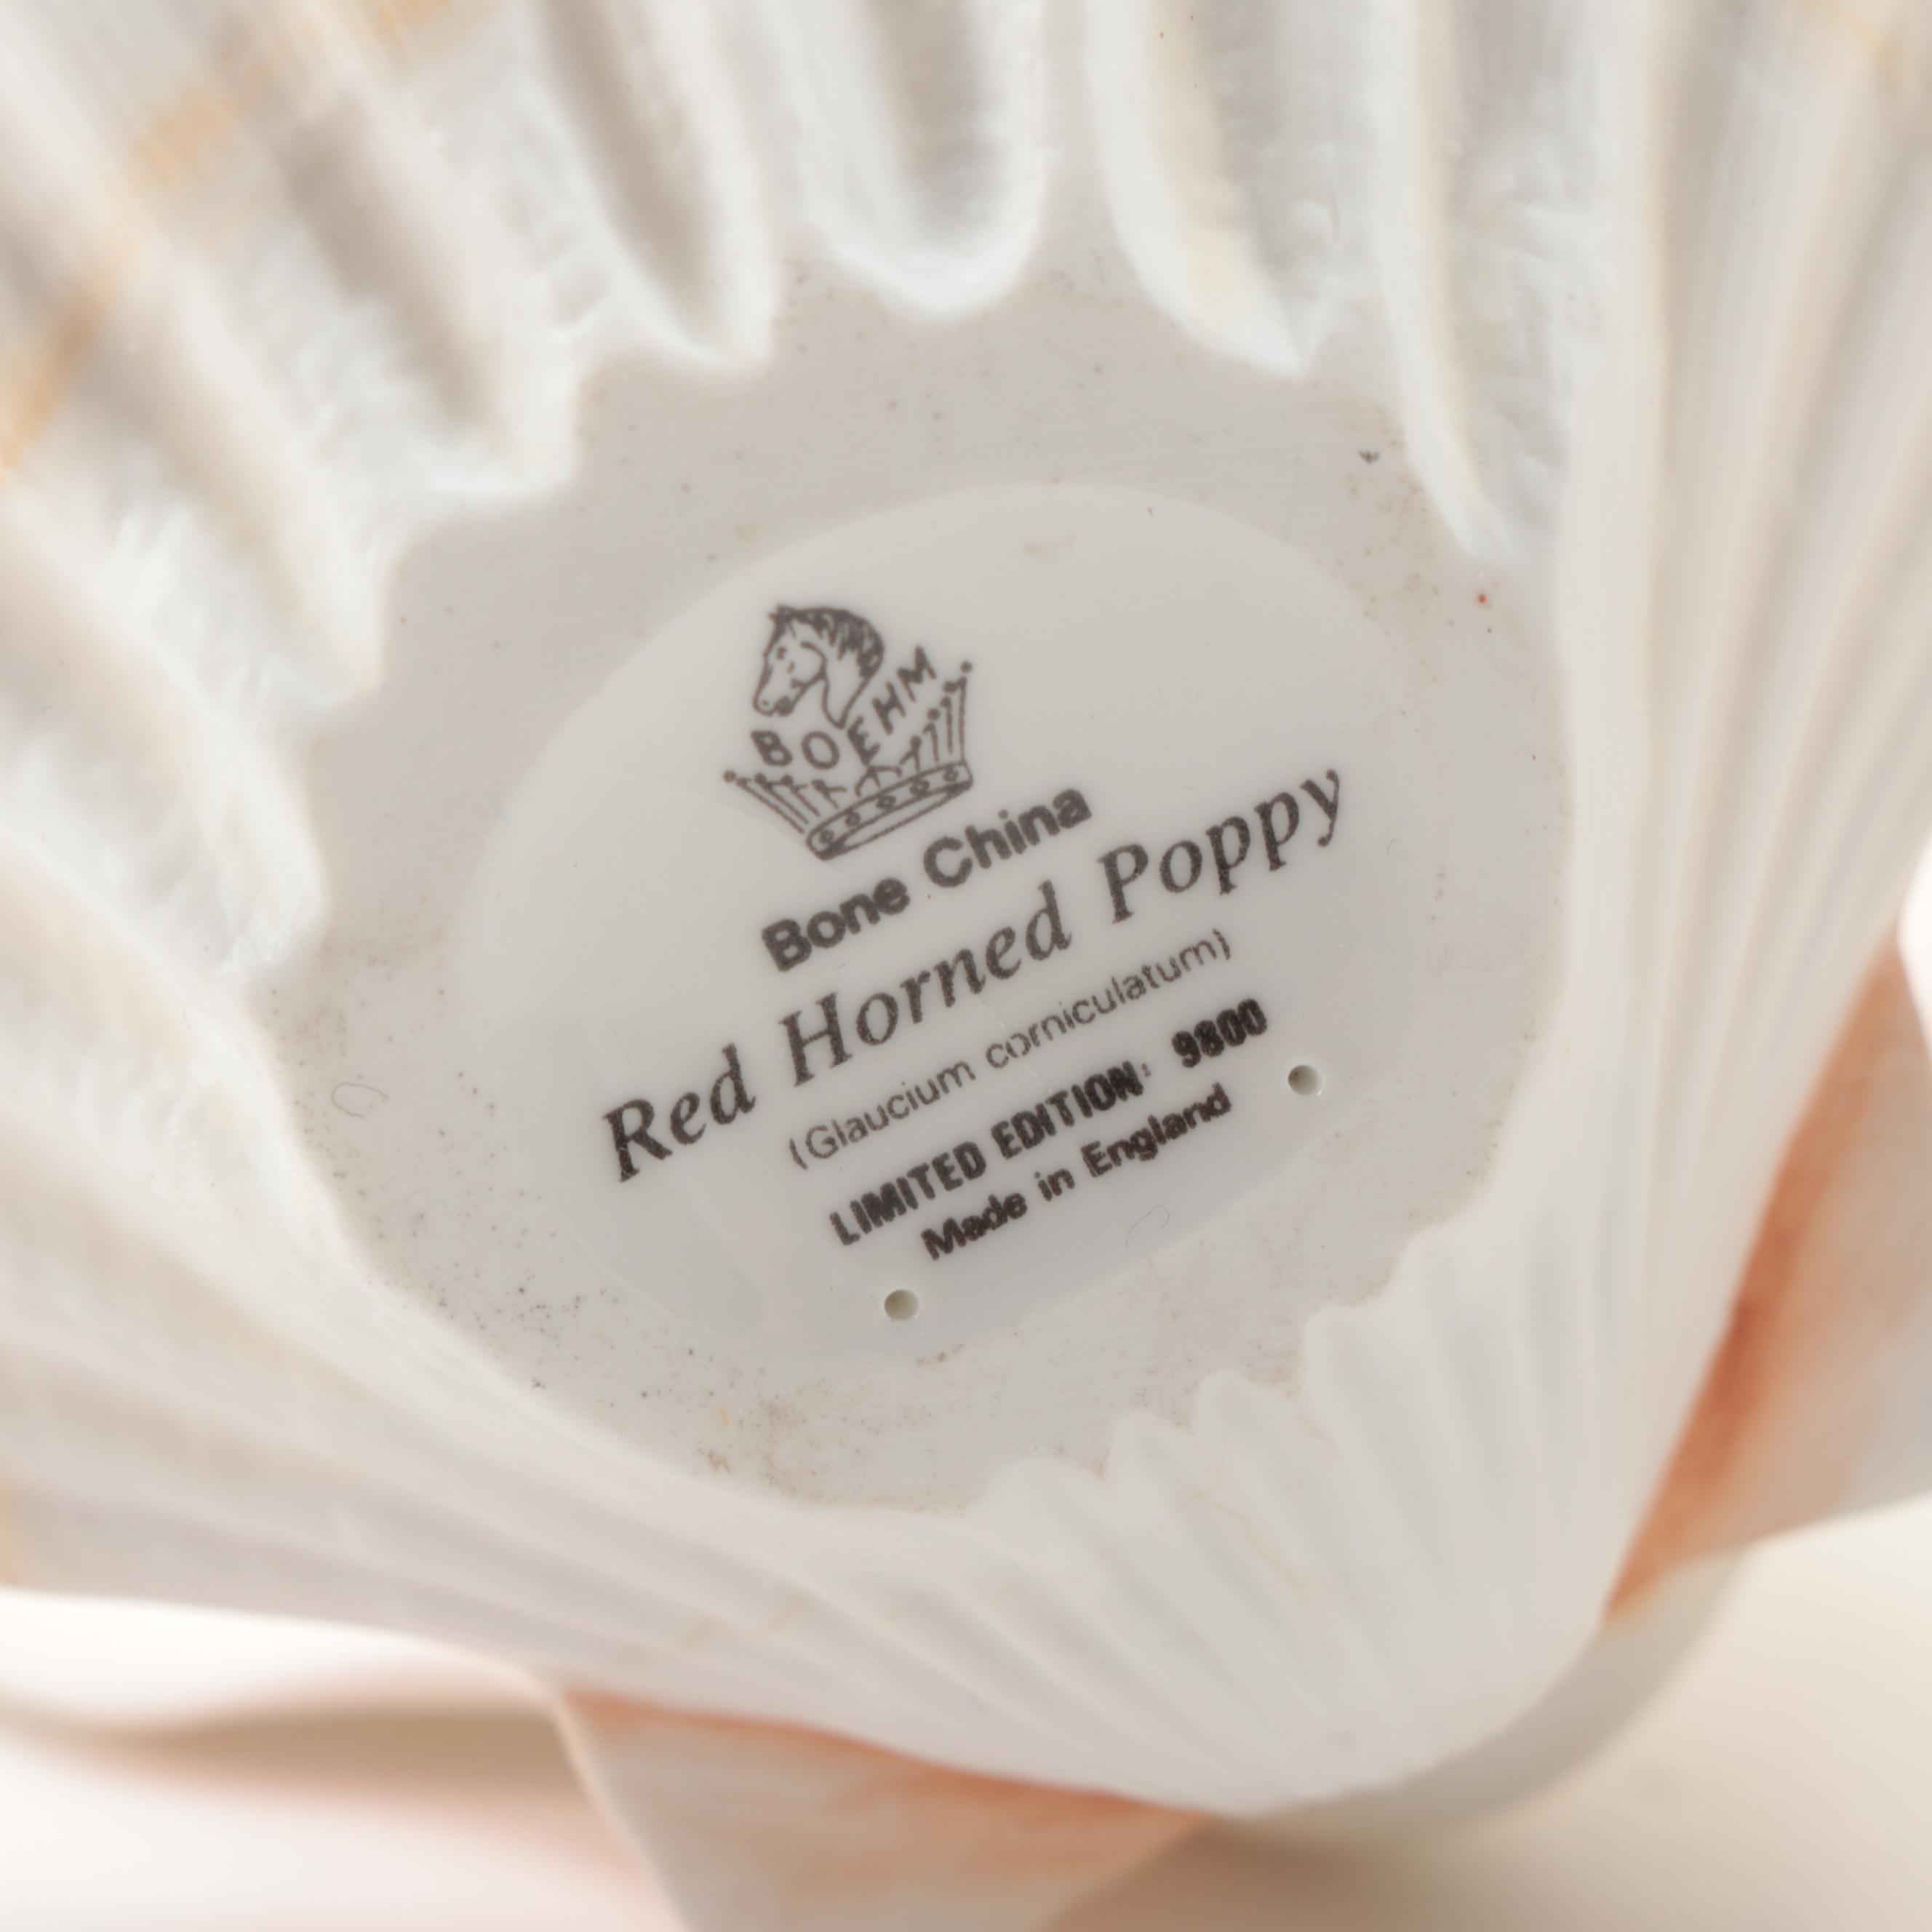 BOEHM
Bone China
Red Horned Poppy
(Glaucium corniculatum)
LIMITED EDITION: 9800
Made in England